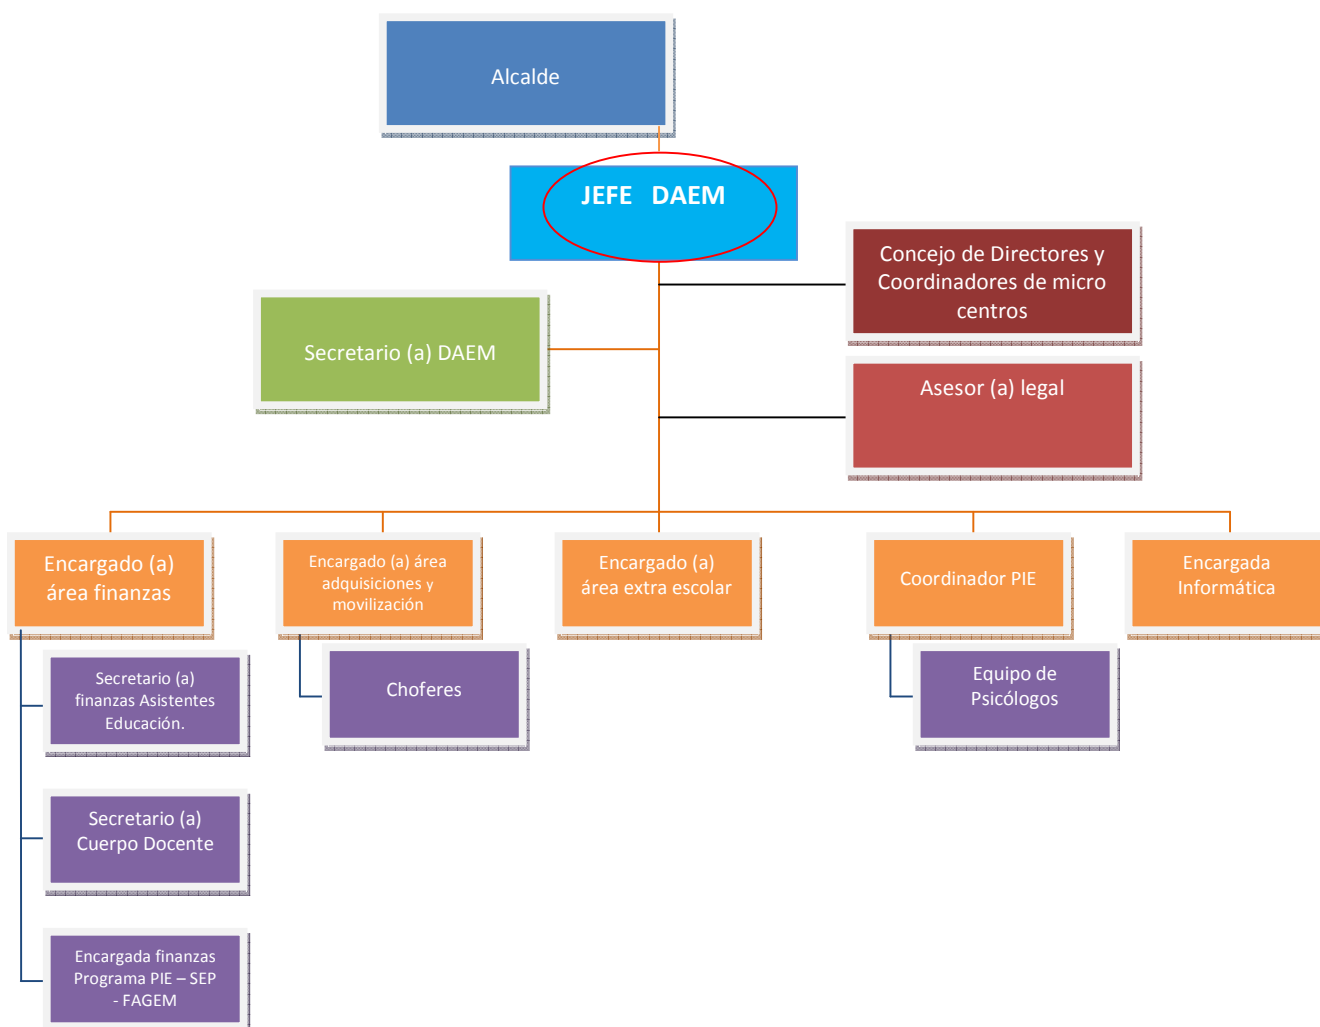 Alcalde
JEFE DAEM
Concejo de Directores y
Coordinadores de micro
centros
Secretario (a) DAEM
Asesor (a) legal
Encargado (a)
área finanzas
Encargado (a) área
adquisiciones y
movilización
Encargado (a)
área extra escolar
Coordinador PIE
Encargada
Informática
Secretario (a)
finanzas Asistentes
Educación.
Choferes
Equipo de
Psicólogos
Secretario (a)
Cuerpo Docente
Encargada finanzas
Programa PIE – SEP
- FAGEM